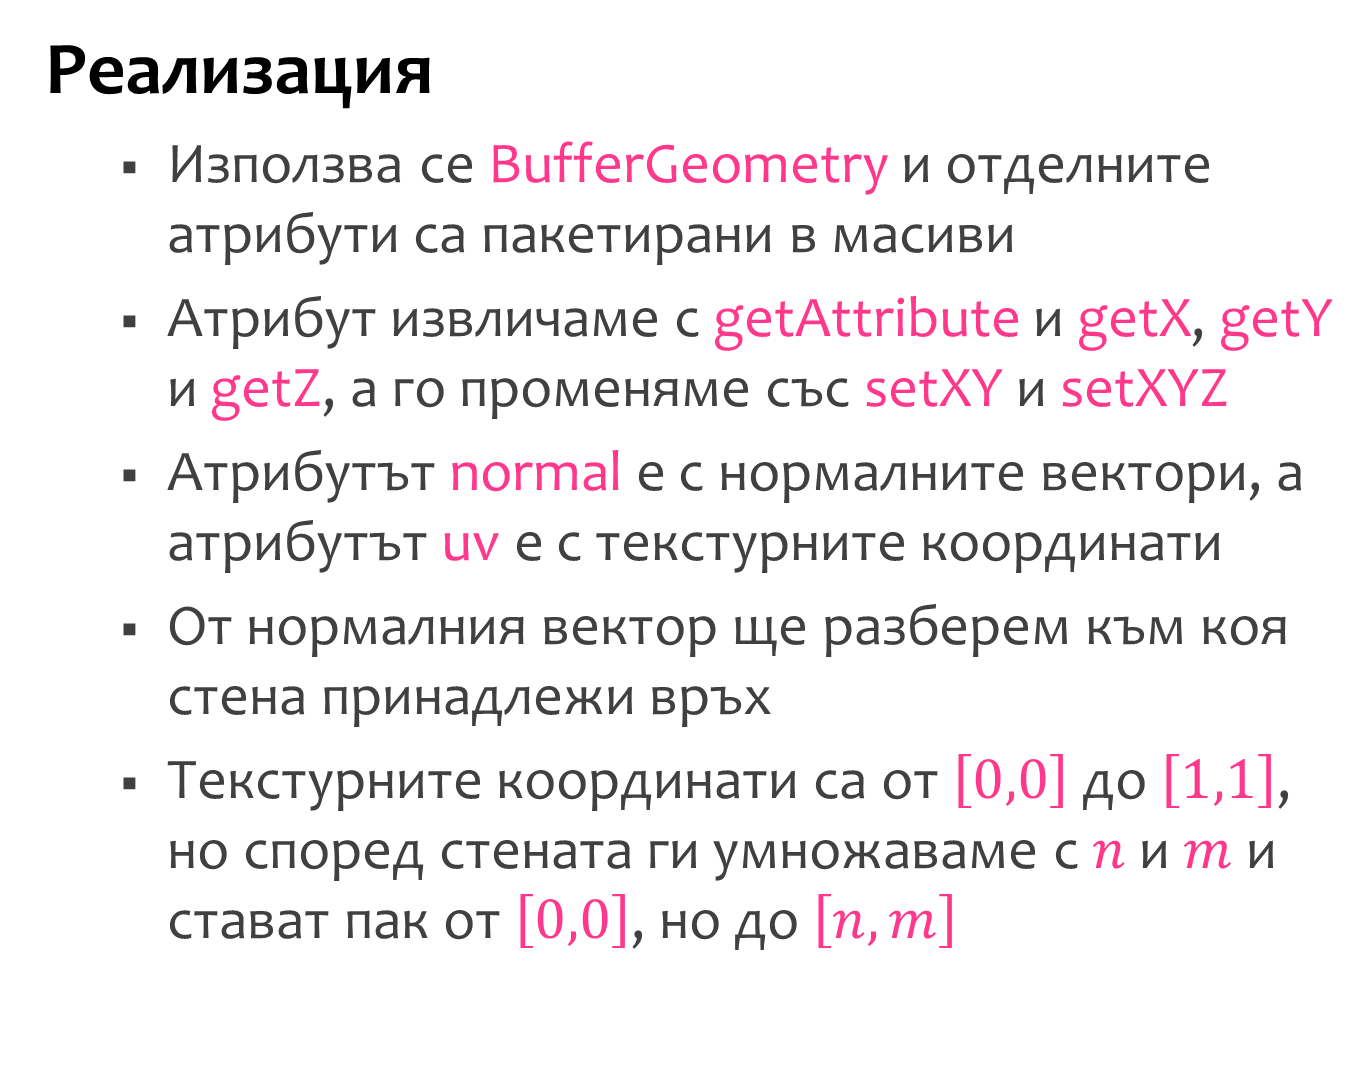 Реализация
▪ Използва се BufferGeometry и отделните
атрибути са пакетирани в масиви
▪ Атрибут извличаме с getAttribute и getX, getY
и getZ, а го променяме със setXY и setXYZ
▪ Атрибутът normal е с нормалните вектори, а
атрибутът uv е с текстурните координати
▪ От нормалния вектор ще разберем към коя
стена принадлежи връх
▪ Текстурните координати са от [0,0] до [1,1],
но според стената ги умножаваме с n и m и
стават пак от [0,0], но до [n, m]